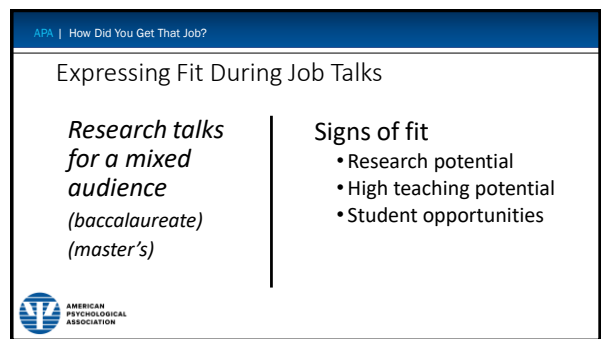 APA | How Did You Get That Job?
Expressing Fit During Job Talks
Research talks
for a mixed
audience
(baccalaureate)
(master's)
Signs of fit
• Research potential
• High teaching potential
• Student opportunities
AMERICAN
PSYCHOLOGICAL
ASSOCIATION